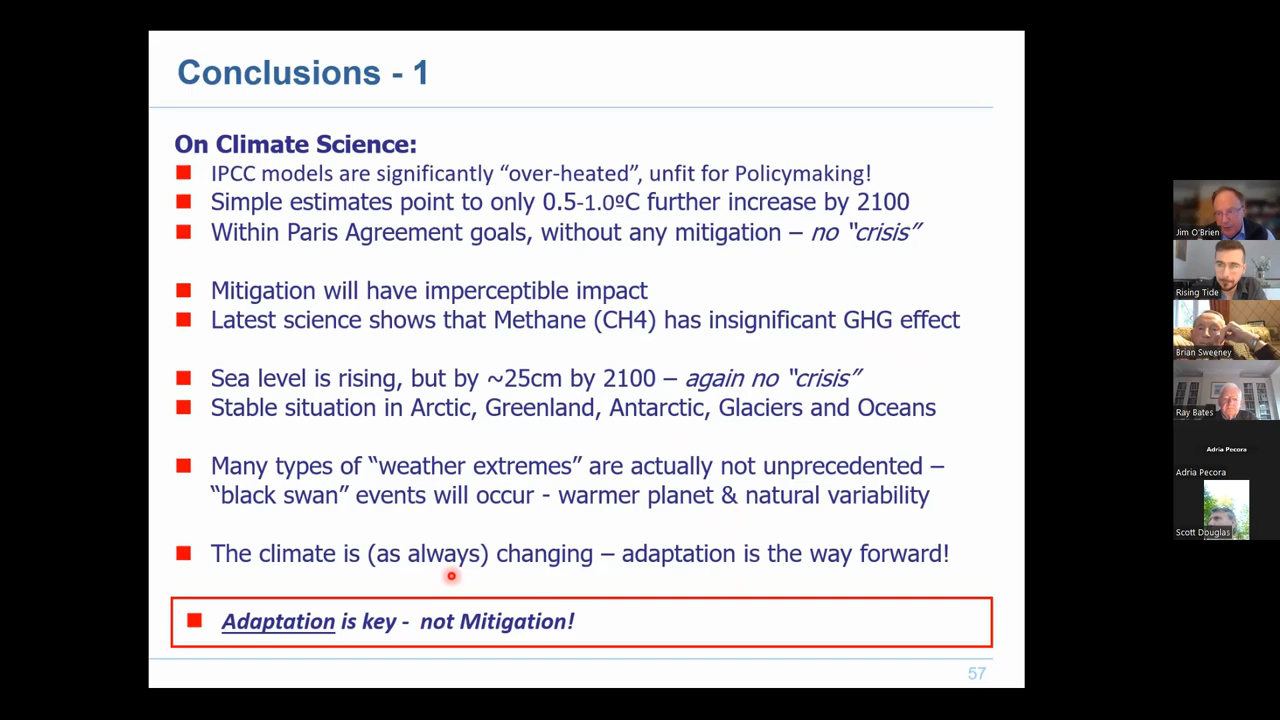 Conclusions - 1
On Climate Science:
IPCC models are significantly “over-heated”, unfit for Policymaking!
Simple estimates point to only 0.5-1.0ºC further increase by 2100
Within Paris Agreement goals, without any mitigation – no “crisis”
Mitigation will have imperceptible impact
Latest science shows that Methane (CH4) has insignificant GHG effect
Sea level is rising, but by ~25cm by 2100 – again no “crisis”
Stable situation in Arctic, Greenland, Antarctic, Glaciers and Oceans
Many types of “weather extremes” are actually not unprecedented –
“black swan” events will occur - warmer planet & natural variability
The climate is (as always) changing – adaptation is the way forward!
Adaptation is key - not Mitigation!
57
Jim O'Brien
Rising Tide
Brian Sweeney
Ray Bates
Adria Pecora
Adria Pecora
Scott Douglas